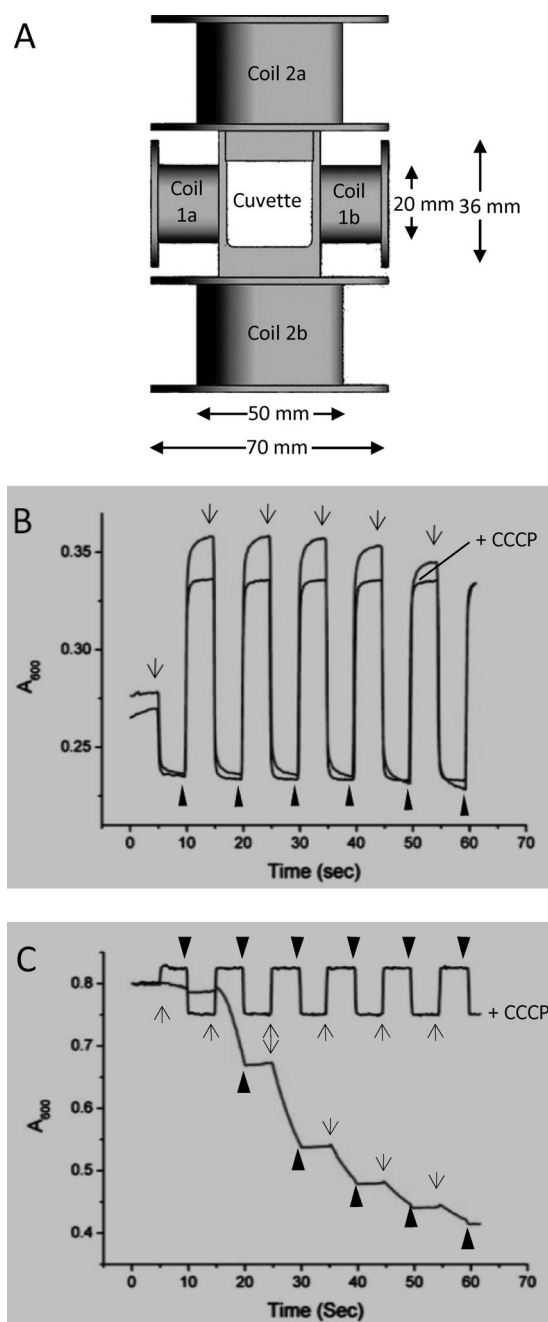 A
Coil 2a
Coil
1a
Cuvette
Coil
1b
20 mm
36 mm
Coil 2b
50 mm
70 mm
B
+ CCCP
0.35
0.30
0.25
A600
0 10 20 30 40 50 60 70
Time (sec)
C
0.8
0.7
0.6
0.5
0.4
+ CCCP
A600
0 10 20 30 40 50 60 70
Time (Sec)